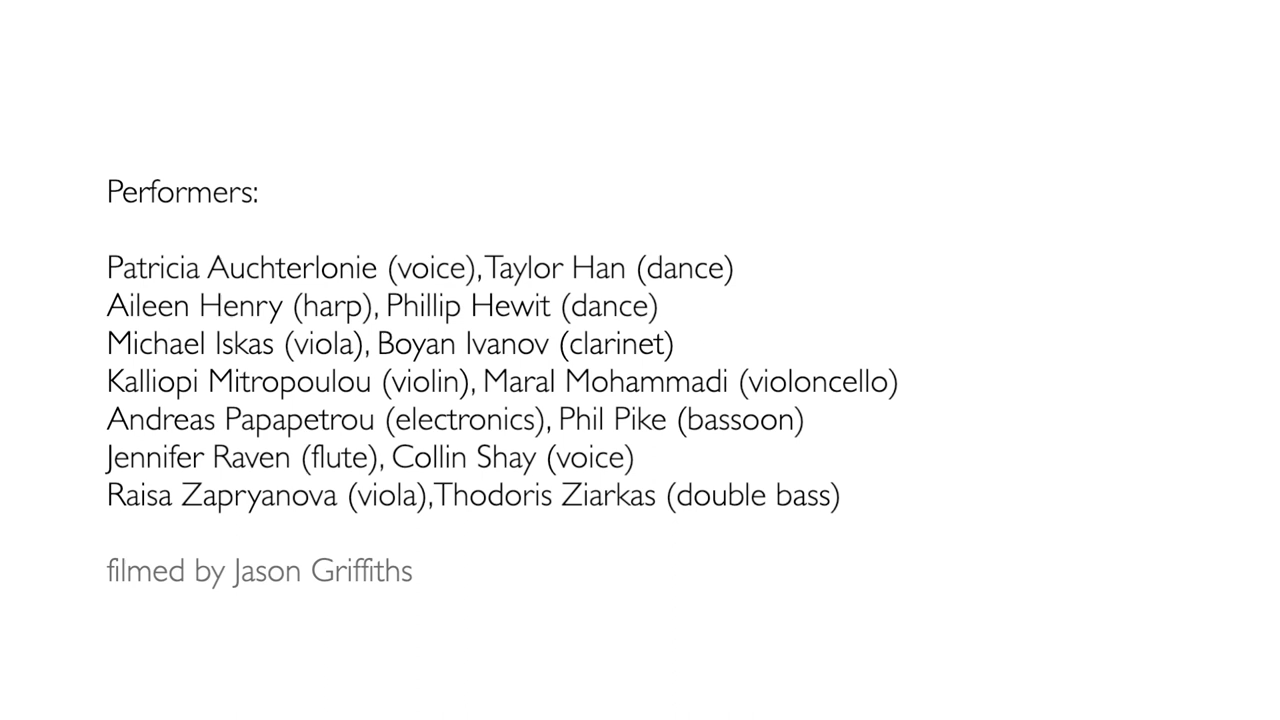 Performers:
Patricia Auchterlonie (voice), Taylor Han (dance)
Aileen Henry (harp), Phillip Hewit (dance)
Michael Iskas (viola), Boyan Ivanov (clarinet)
Kalliopi Mitropoulou (violin), Maral Mohammadi (violoncello)
Andreas Papapetrou (electronics), Phil Pike (bassoon)
Jennifer Raven (flute), Collin Shay (voice)
Raisa Zapryanova (viola), Thodoris Ziarkas (double bass)
filmed by Jason Griffiths